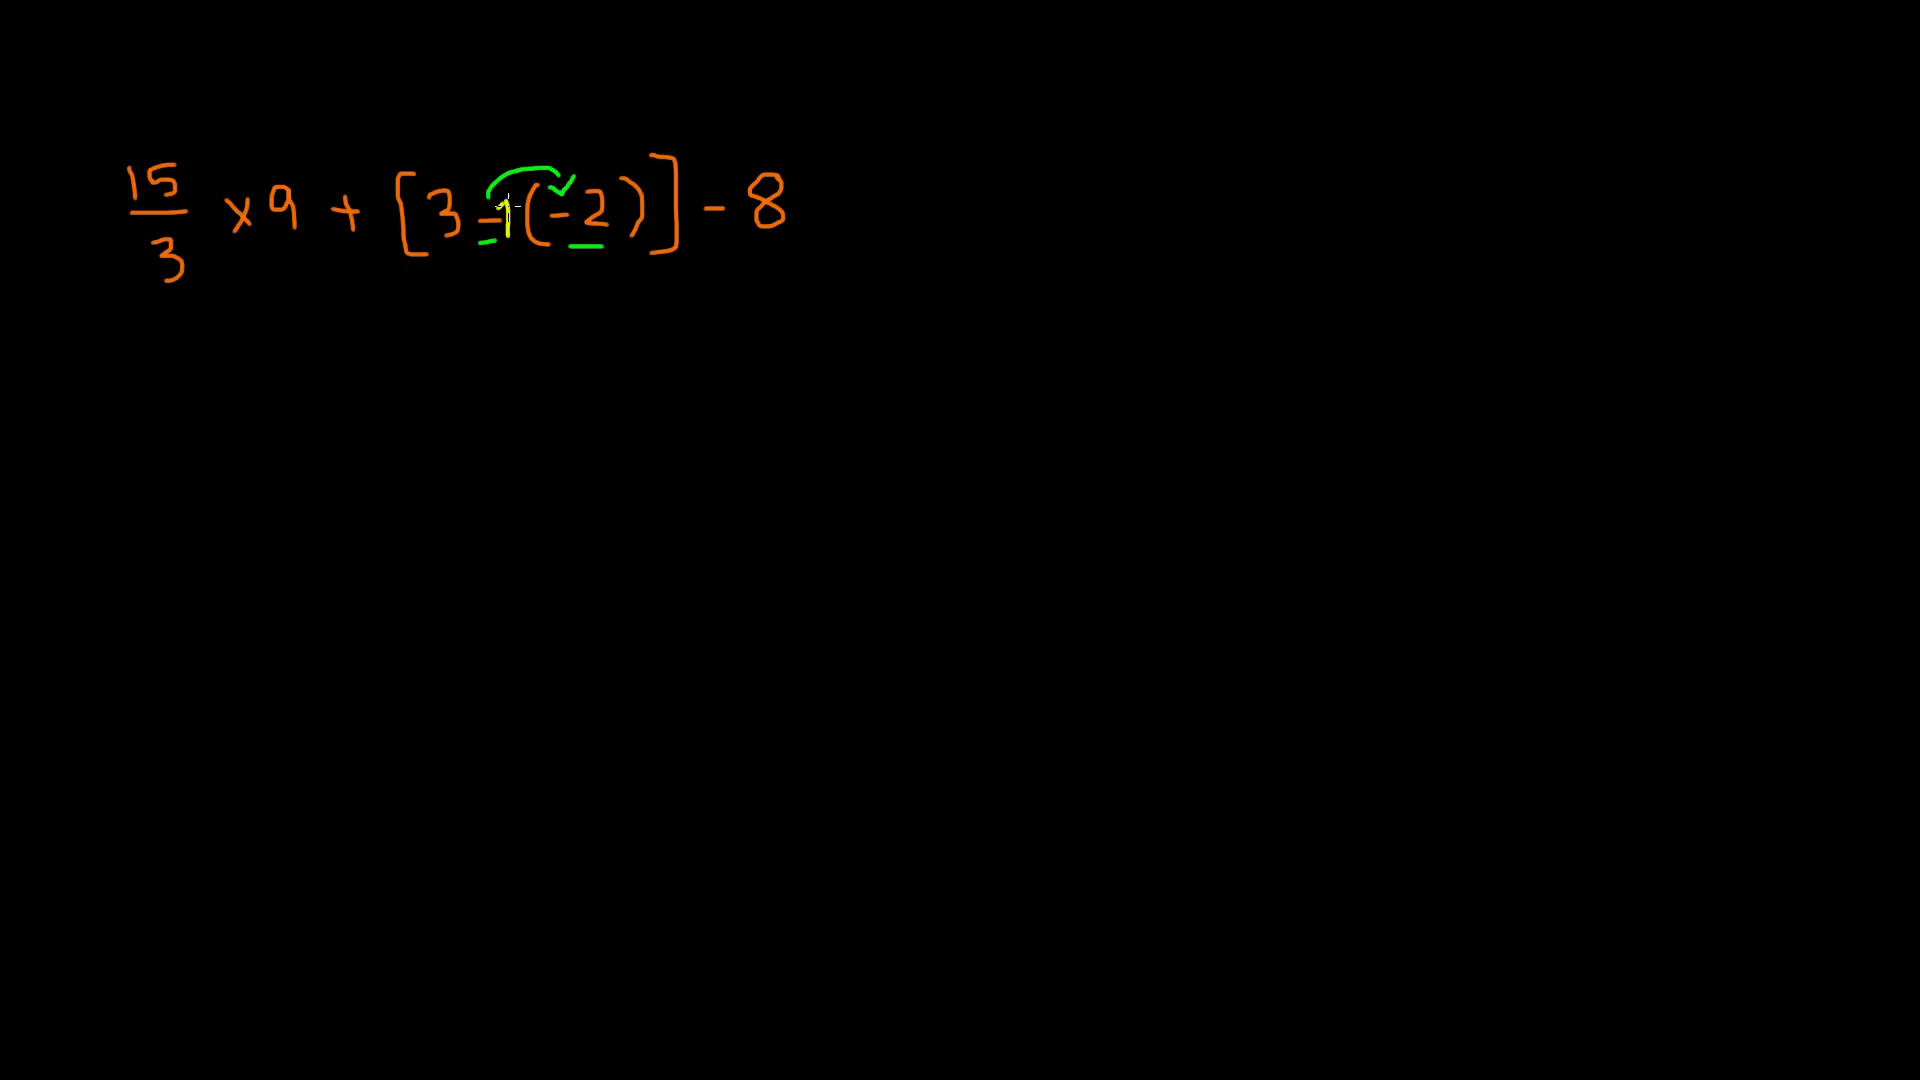 15/3 × 9 + [3 - 1(-2)] - 8